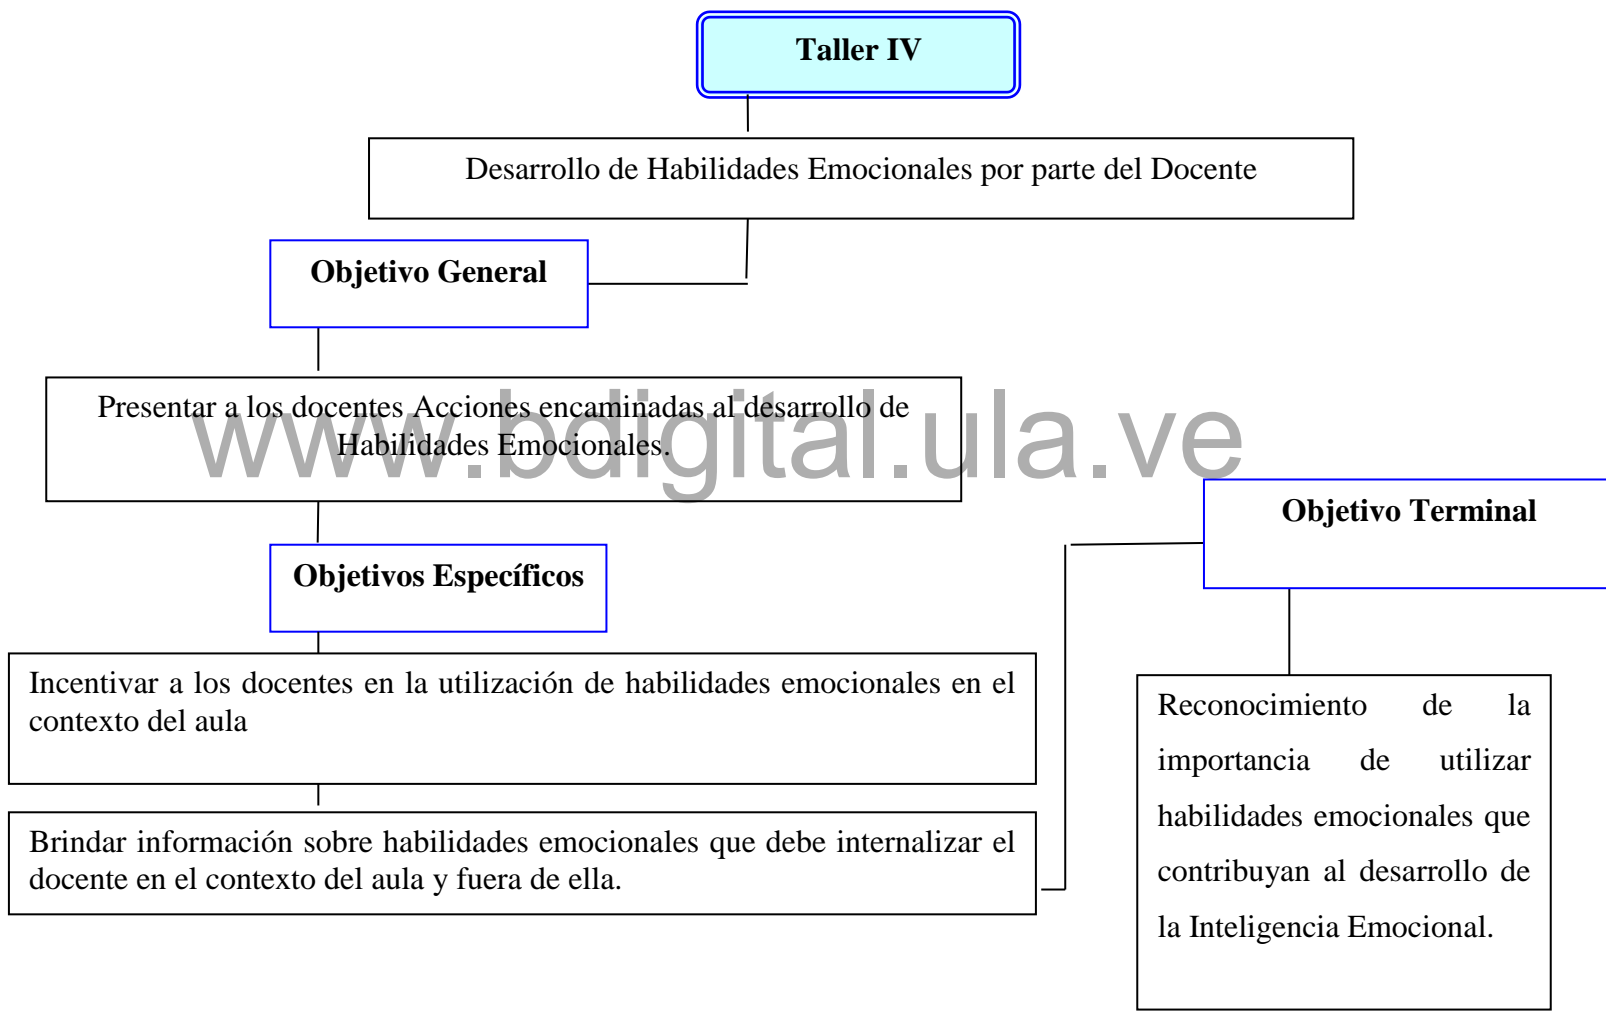 Taller IV
Desarrollo de Habilidades Emocionales por parte del Docente
Objetivo General
Presentar a los docentes Acciones encaminadas al desarrollo de
Habilidades Emocionales.
www.bdigital.ula.ve
Objetivos Específicos
Incentivar a los docentes en la utilización de habilidades emocionales en el
contexto del aula
Brindar información sobre habilidades emocionales que debe internalizar el
docente en el contexto del aula y fuera de ella.
Objetivo Terminal
Reconocimiento de la
importancia de utilizar
habilidades emocionales que
contribuyan al desarrollo de
la Inteligencia Emocional.